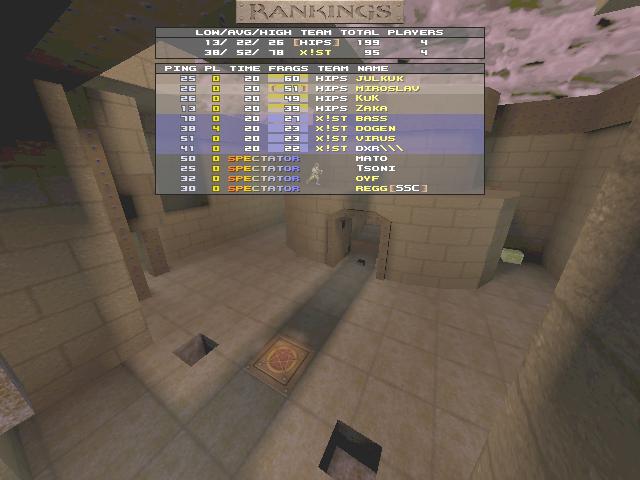 RANKINGS
LOW/AVG/HIGH TEAM TOTAL PLAYERS
13/ 22/ 26 [HIPS] 199 4
38/ 52/ 78 X!ST 95 4
PING PL TIME FRAGS TEAM NAME
25 0 20 60 HIPS JULKUK
26 0 20 [ 51 ] HIPS MIROSLAV
26 0 20 49 HIPS KUK
13 0 20 39 HIPS ZAKA
78 0 20 27 X!ST BASS
38 4 20 23 X!ST DOGEN
51 0 20 23 X!ST VIRUS
41 0 20 22 X!ST DXR\\\
50 0 SPECTATOR MATO
25 0 SPECTATOR TSONI
32 0 SPECTATOR OYF
30 0 SPECTATOR REGG[SSC]